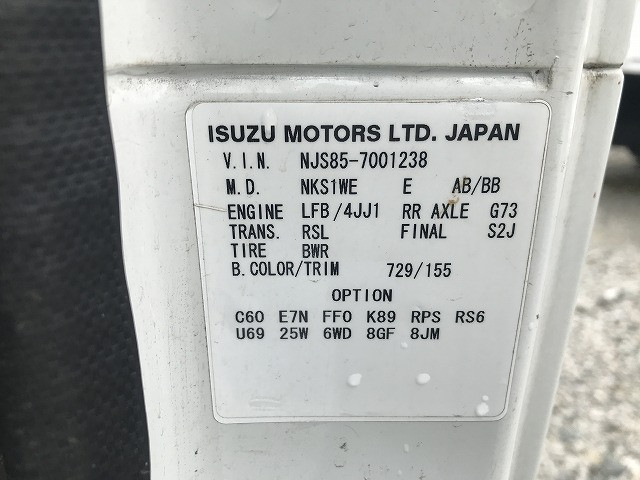 ISUZU MOTORS LTD. JAPAN
V.I.N. NJS85-7001238
M.D. NKS1WE E AB/BB
ENGINE LFB/4JJ1 RR AXLE G73
TRANS. RSL FINAL S2J
TIRE BWR
B.COLOR/TRIM 729/155
OPTION
C60 E7N FF0 K89 RPS RS6
U69 25W 6WD 8GF 8JM